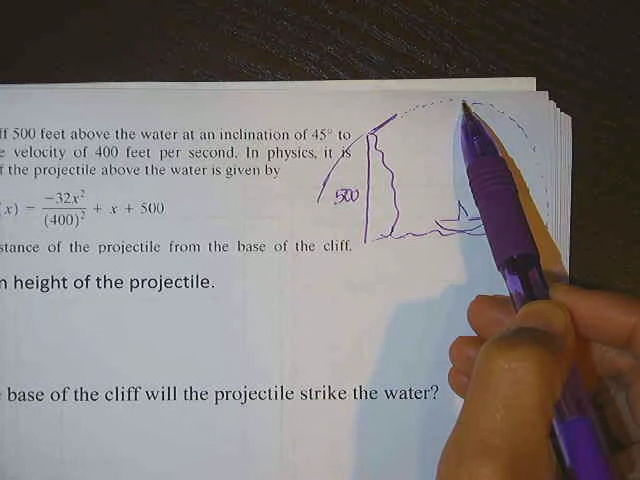 ff 500 feet above the water at an inclination of 45° to
e velocity of 400 feet per second. In physics, it is
f the projectile above the water is given by
(x) = -32x² / (400)² + x + 500
500
stance of the projectile from the base of the cliff.
n height of the projectile.
base of the cliff will the projectile strike the water?